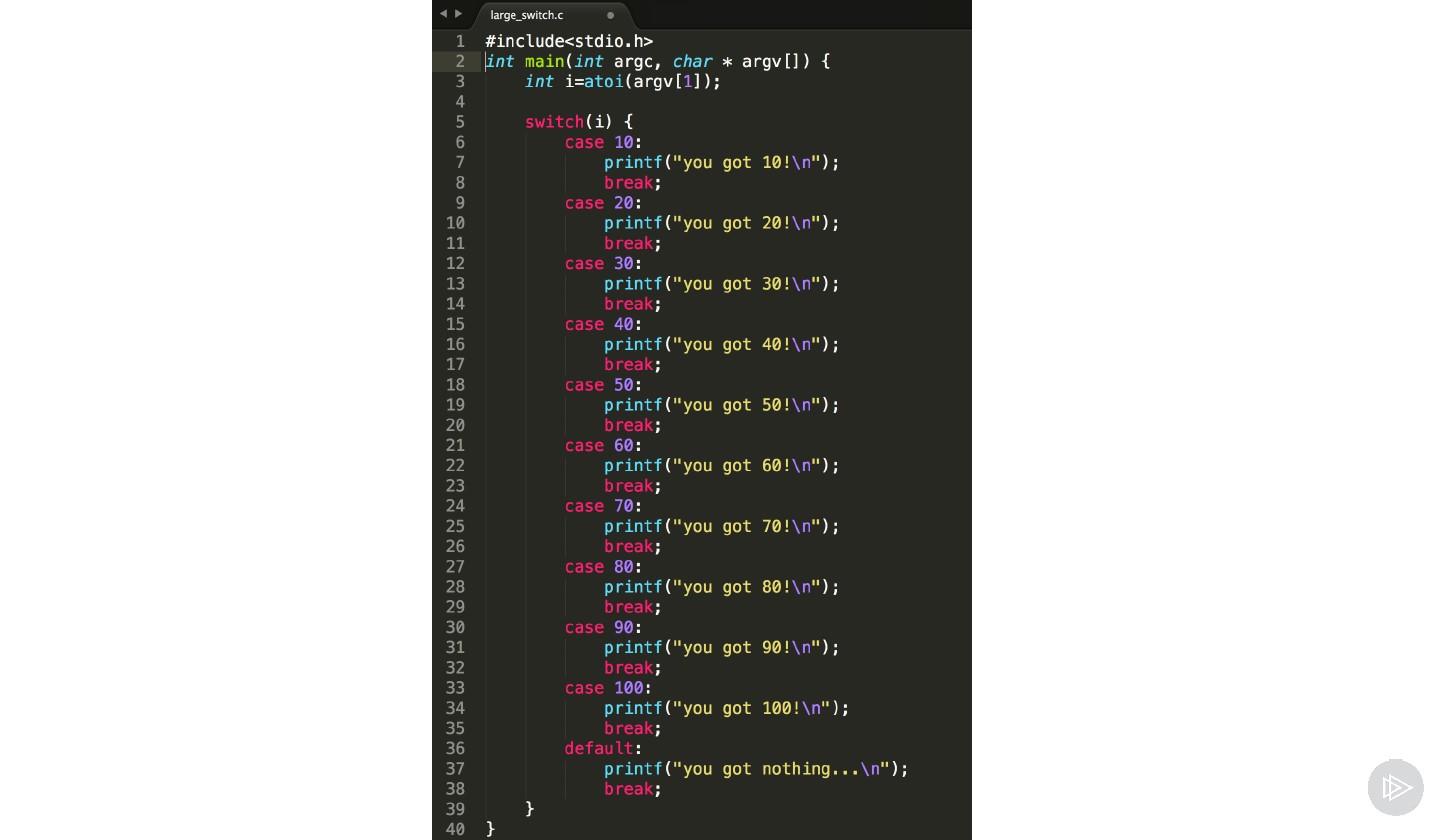 large_switch.c
1 #include<stdio.h>
2 int main(int argc, char * argv[]) {
3     int i=atoi(argv[1]);
4
5     switch(i) {
6         case 10:
7             printf("you got 10!\n");
8             break;
9         case 20:
10             printf("you got 20!\n");
11             break;
12         case 30:
13             printf("you got 30!\n");
14             break;
15         case 40:
16             printf("you got 40!\n");
17             break;
18         case 50:
19             printf("you got 50!\n");
20             break;
21         case 60:
22             printf("you got 60!\n");
23             break;
24         case 70:
25             printf("you got 70!\n");
26             break;
27         case 80:
28             printf("you got 80!\n");
29             break;
30         case 90:
31             printf("you got 90!\n");
32             break;
33         case 100:
34             printf("you got 100!\n");
35             break;
36         default:
37             printf("you got nothing...\n");
38             break;
39     }
40 }